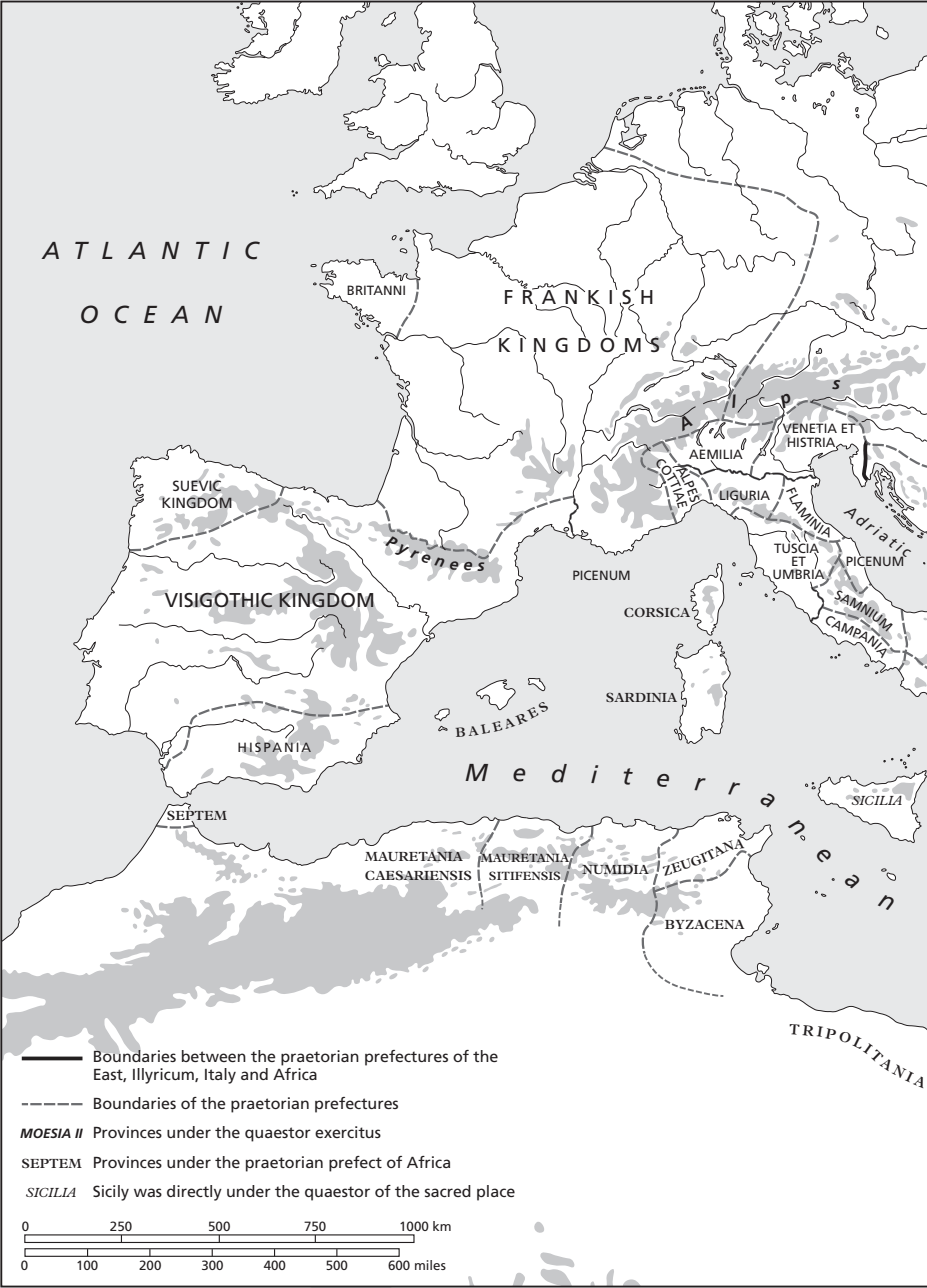 ATLANTIC
OCEAN
BRITANNI
FRANKISH
KINGDOMS
Alps
VENETIA ET
HISTRIA
AEMILIA
ALPES
COTTIAE
LIGURIA
FLAMINIA
Adriatic
SUEVIC
KINGDOM
Pyrenees
TUSCIA
ET
UMBRIA
PICENUM
PICENUM
VISIGOTHIC KINGDOM
CORSICA
SAMNIUM
CAMPANIA
SARDINIA
BALEARES
HISPANIA
Mediterranean
SICILIA
SEPTEM
MAURETANIA
CAESARIENSIS
MAURETANIA
SITIFENSIS
NUMIDIA
ZEUGITANA
BYZACENA
TRIPOLITANIA
Boundaries between the praetorian prefectures of the
East, Illyricum, Italy and Africa
Boundaries of the praetorian prefectures
MOESIA II Provinces under the quaestor exercitus
SEPTEM Provinces under the praetorian prefect of Africa
SICILIA Sicily was directly under the quaestor of the sacred place
0 250 500 750 1000 km
0 100 200 300 400 500 600 miles